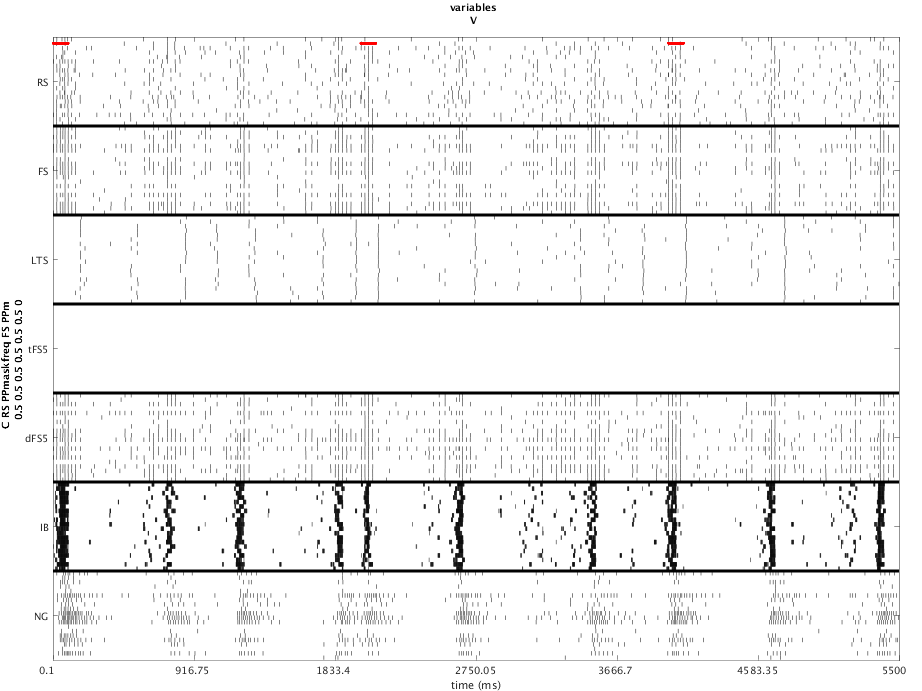 variables
V
RS
FS
LTS
tFS5
dFS5
IB
NG
C RS PPmaskfreq FS PPm
0.5 0.5 0.5 0.5 0.5 0.5 0
0.1
916.75
1833.4
2750.05
3666.7
4583.35
5500
time (ms)